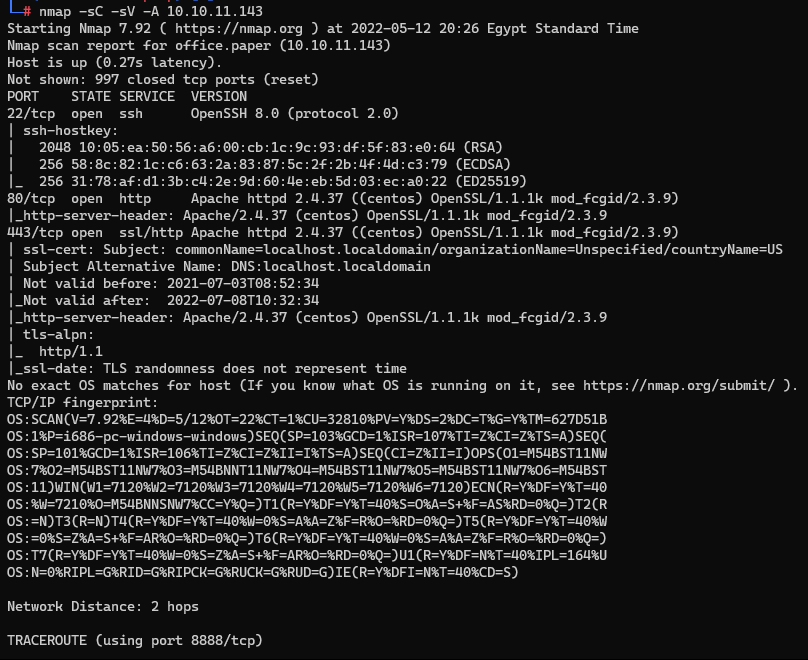 └─# nmap -sC -sV -A 10.10.11.143
Starting Nmap 7.92 ( https://nmap.org ) at 2022-05-12 20:26 Egypt Standard Time
Nmap scan report for office.paper (10.10.11.143)
Host is up (0.27s latency).
Not shown: 997 closed tcp ports (reset)
PORT    STATE SERVICE  VERSION
22/tcp  open  ssh      OpenSSH 8.0 (protocol 2.0)
| ssh-hostkey:
|   2048 10:05:ea:50:56:a6:00:cb:1c:9c:93:df:5f:83:e0:64 (RSA)
|   256 58:8c:82:1c:c6:63:2a:83:87:5c:2f:2b:4f:4d:c3:79 (ECDSA)
|_  256 31:78:af:d1:3b:c4:2e:9d:60:4e:eb:5d:03:ec:a0:22 (ED25519)
80/tcp  open  http     Apache httpd 2.4.37 ((centos) OpenSSL/1.1.1k mod_fcgid/2.3.9)
|_http-server-header: Apache/2.4.37 (centos) OpenSSL/1.1.1k mod_fcgid/2.3.9
443/tcp open  ssl/http Apache httpd 2.4.37 ((centos) OpenSSL/1.1.1k mod_fcgid/2.3.9)
| ssl-cert: Subject: commonName=localhost.localdomain/organizationName=Unspecified/countryName=US
| Subject Alternative Name: DNS:localhost.localdomain
| Not valid before: 2021-07-03T08:52:34
|_Not valid after:  2022-07-08T10:32:34
|_http-server-header: Apache/2.4.37 (centos) OpenSSL/1.1.1k mod_fcgid/2.3.9
| tls-alpn:
|_  http/1.1
|_ssl-date: TLS randomness does not represent time
No exact OS matches for host (If you know what OS is running on it, see https://nmap.org/submit/ ).
TCP/IP fingerprint:
OS:SCAN(V=7.92%E=4%D=5/12%OT=22%CT=1%CU=32810%PV=Y%DS=2%DC=T%G=Y%TM=627D51B
OS:1%P=i686-pc-windows-windows)SEQ(SP=103%GCD=1%ISR=107%TI=Z%CI=Z%TS=A)SEQ(
OS:SP=101%GCD=1%ISR=106%TI=Z%CI=Z%II=I%TS=A)SEQ(CI=Z%II=I)OPS(O1=M54BST11NW
OS:7%O2=M54BST11NW7%O3=M54BNNT11NW7%O4=M54BST11NW7%O5=M54BST11NW7%O6=M54BST
OS:11)WIN(W1=7120%W2=7120%W3=7120%W4=7120%W5=7120%W6=7120)ECN(R=Y%DF=Y%T=40
OS:%W=7210%O=M54BNNSNW7%CC=Y%Q=)T1(R=Y%DF=Y%T=40%S=O%A=S+%F=AS%RD=0%Q=)T2(R
OS:=N)T3(R=N)T4(R=Y%DF=Y%T=40%W=0%S=A%A=Z%F=R%O=%RD=0%Q=)T5(R=Y%DF=Y%T=40%W
OS:=0%S=Z%A=S+%F=AR%O=%RD=0%Q=)T6(R=Y%DF=Y%T=40%W=0%S=A%A=Z%F=R%O=%RD=0%Q=)
OS:T7(R=Y%DF=Y%T=40%W=0%S=Z%A=S+%F=AR%O=%RD=0%Q=)U1(R=Y%DF=N%T=40%IPL=164%U
OS:N=0%RIPL=G%RID=G%RIPCK=G%RUCK=G%RUD=G)IE(R=Y%DFI=N%T=40%CD=S)
Network Distance: 2 hops
TRACEROUTE (using port 8888/tcp)